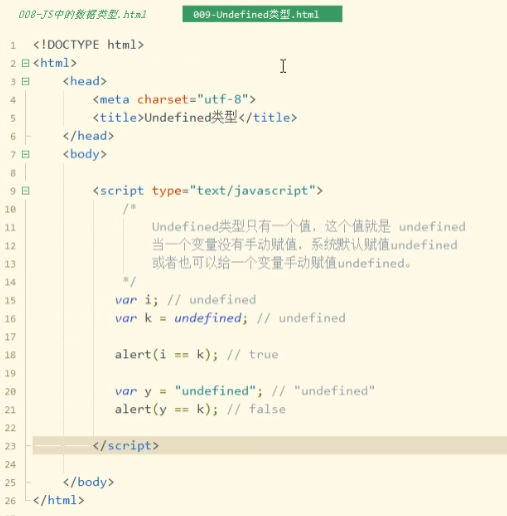 008-JS中的数据类型.html
009-Undefined类型.html
1 <!DOCTYPE html>
2 <html>
3 <head>
4 <meta charset="utf-8">
5 <title>Undefined类型</title>
6 </head>
7 <body>
8
9 <script type="text/javascript">
10 /*
11 Undefined类型只有一个值，这个值就是 undefined
12 当一个变量没有手动赋值，系统默认赋值undefined
13 或者也可以给一个变量手动赋值undefined。
14 */
15 var i; // undefined
16 var k = undefined; // undefined
17
18 alert(i == k); // true
19
20 var y = "undefined"; // "undefined"
21 alert(y == k); // false
22
23 </script>
24
25 </body>
26 </html>